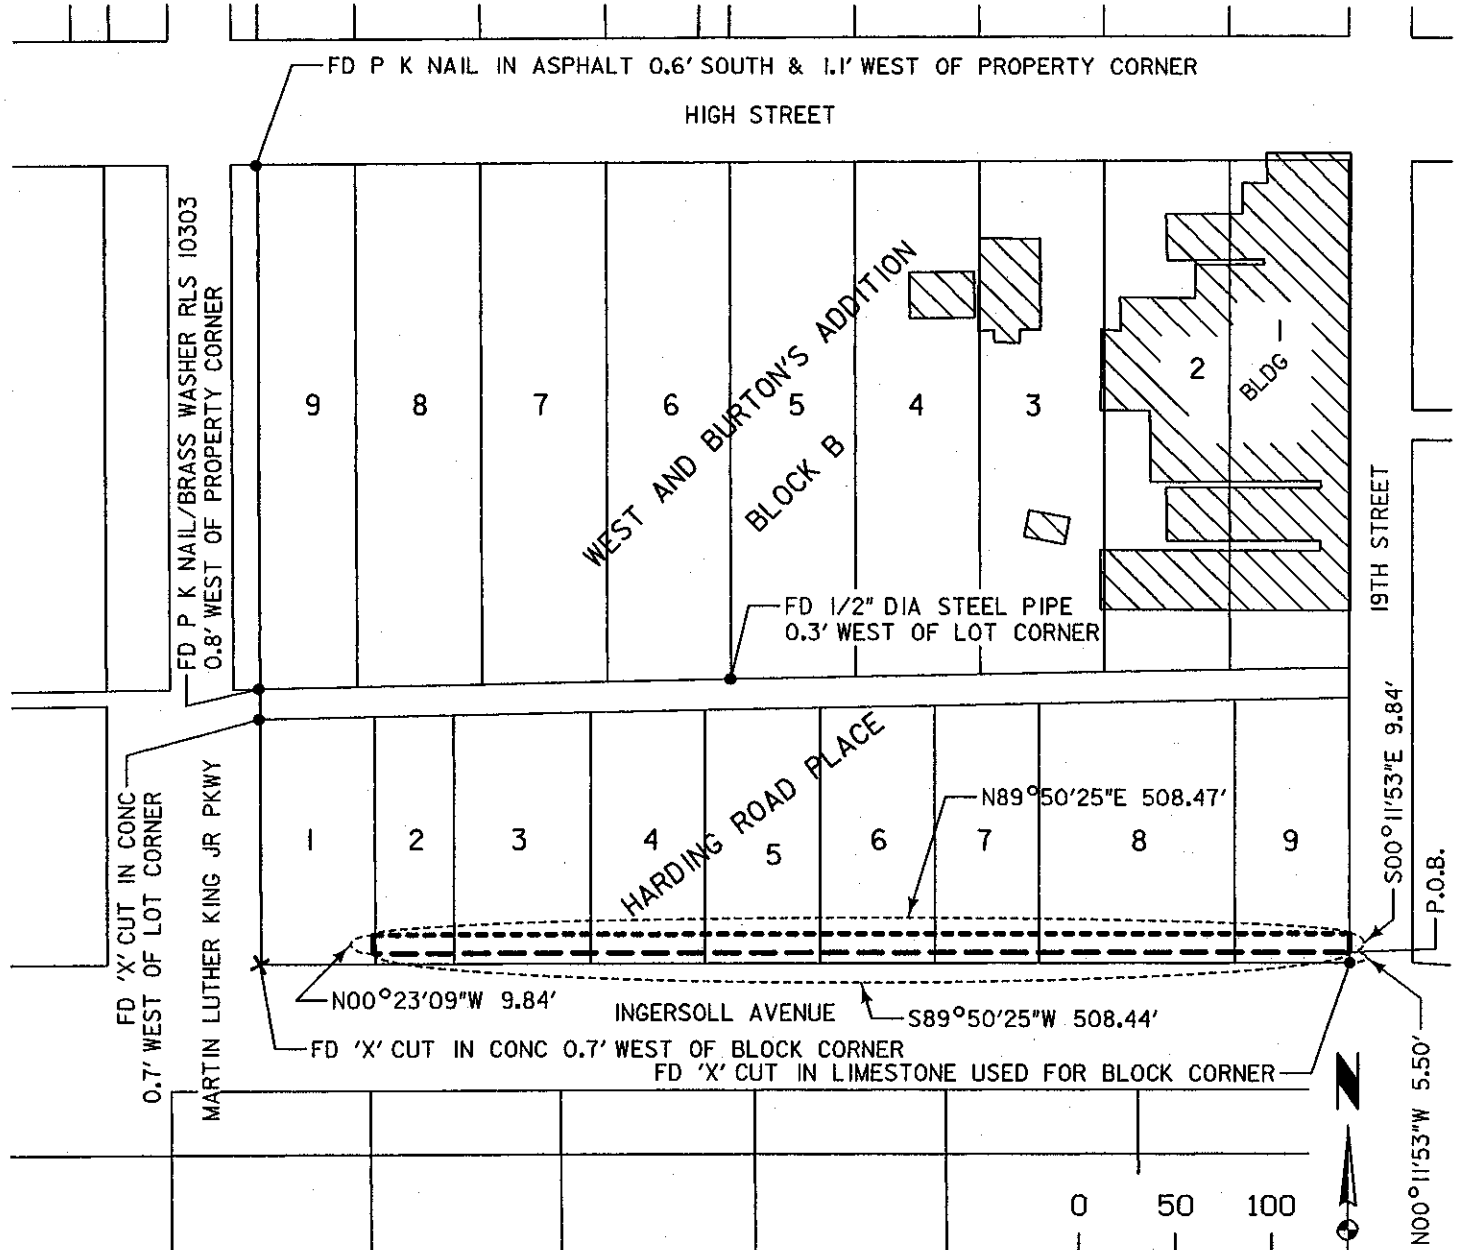 FD P K NAIL IN ASPHALT 0.6' SOUTH & 1.1' WEST OF PROPERTY CORNER
HIGH STREET
FD P K NAIL/BRASS WASHER RLS 10303
0.8' WEST OF PROPERTY CORNER
9
8
7
6
5
4
3
2
1
BLDG
WEST AND BURTON'S ADDITION
BLOCK B
19TH STREET
FD 1/2" DIA STEEL PIPE
0.3' WEST OF LOT CORNER
FD 'X' CUT IN CONC
0.7' WEST OF LOT CORNER
MARTIN LUTHER KING JR PKWY
HARDING ROAD PLACE
1
2
3
4
5
6
7
8
9
N89°50'25"E 508.47'
S00°11'53"E 9.84'
P.O.B.
N00°23'09"W 9.84'
INGERSOLL AVENUE
S89°50'25"W 508.44'
FD 'X' CUT IN CONC 0.7' WEST OF BLOCK CORNER
FD 'X' CUT IN LIMESTONE USED FOR BLOCK CORNER
N00°11'53"W 5.50'
N
0 50 100